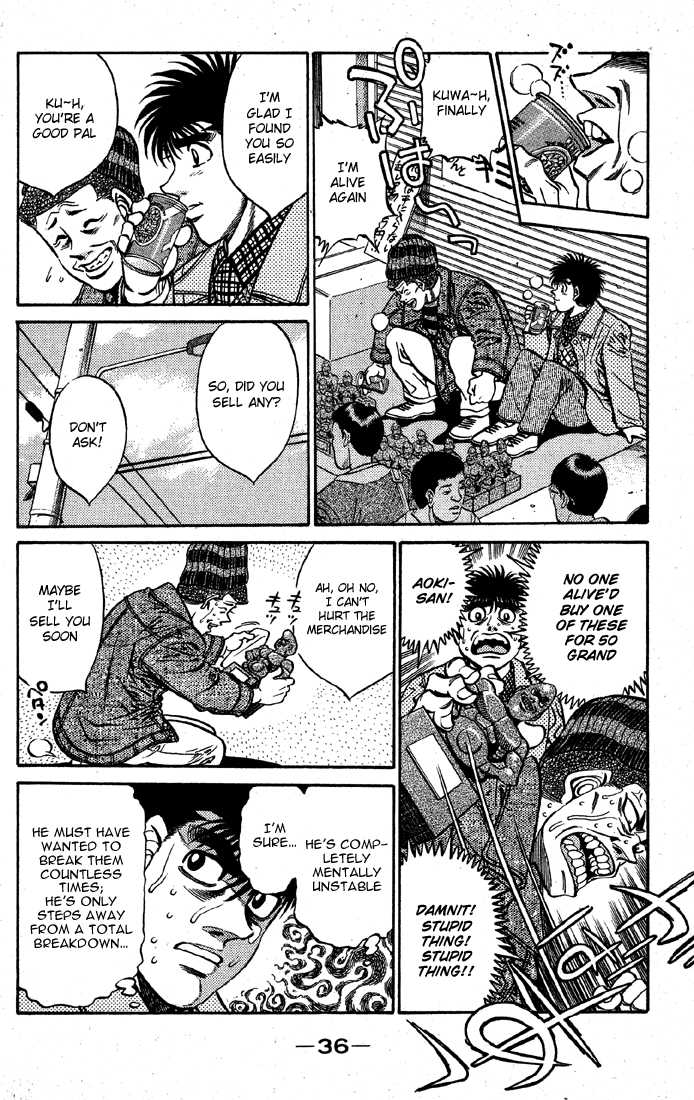 KUWA~H,
FINALLY
I'M
ALIVE
AGAIN
I'M
GLAD I
FOUND
YOU SO
EASILY
KU~H,
YOU'RE A
GOOD PAL
SO, DID YOU
SELL ANY?
DON'T
ASK!
NO ONE
ALIVE'D
BUY ONE
OF THESE
FOR 50
GRAND
AOKI-
SAN!
DAMNIT!
STUPID
THING!
STUPID
THING!!
AH, OH NO,
I CAN'T
HURT THE
MERCHANDISE
MAYBE
I'LL
SELL YOU
SOON
I'M
SURE...
HE'S COMP-
LETELY
MENTALLY
UNSTABLE
HE MUST HAVE
WANTED TO
BREAK THEM
COUNTLESS
TIMES;
HE'S ONLY
STEPS AWAY
FROM A TOTAL
BREAKDOWN...
—36—